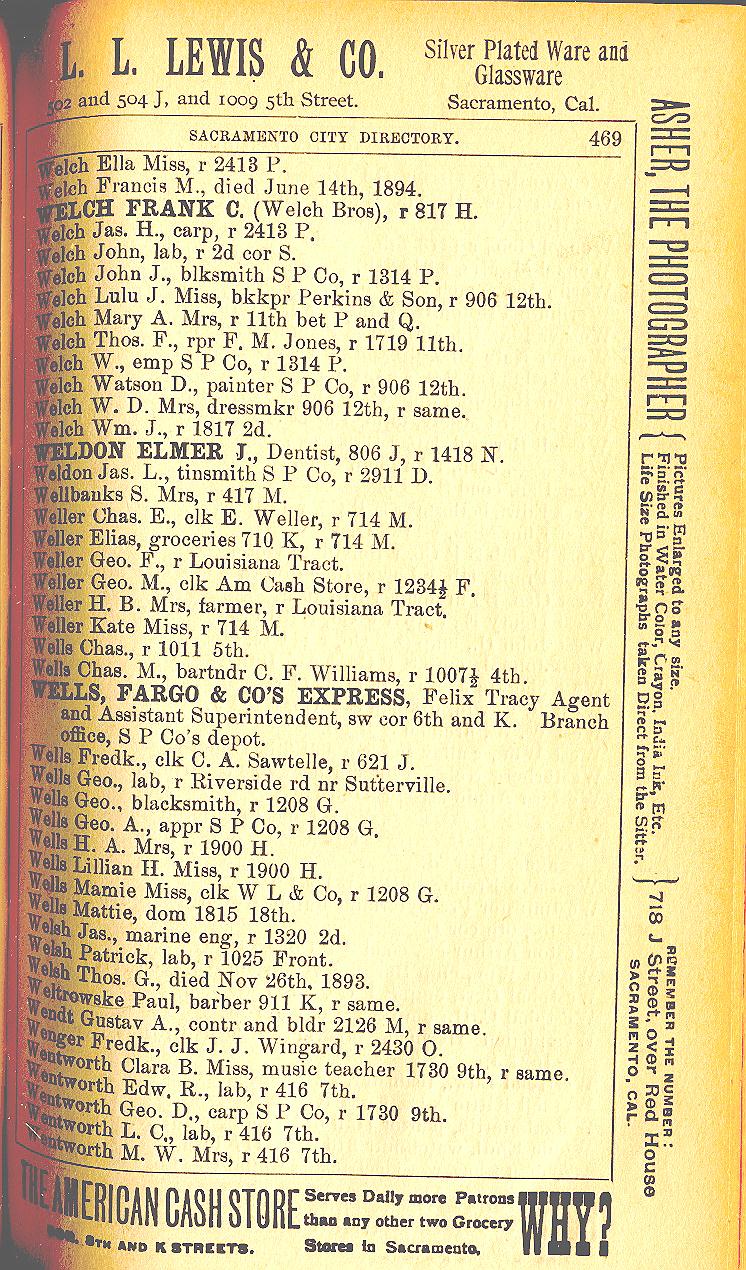 L. L. LEWIS & CO.
502 and 504 J, and 1009 5th Street.
Silver Plated Ware and
Glassware
Sacramento, Cal.
SACRAMENTO CITY DIRECTORY. 469
Welch Ella Miss, r 2413 P.
Welch Francis M., died June 14th, 1894.
WELCH FRANK C. (Welch Bros), r 817 H.
Welch Jas. H., carp, r 2413 P.
Welch John, lab, r 2d cor S.
Welch John J., blksmith S P Co, r 1314 P.
Welch Lulu J. Miss, bkkpr Perkins & Son, r 906 12th.
Welch Mary A. Mrs, r 11th bet P and Q.
Welch Thos. F., rpr F. M. Jones, r 1719 11th.
Welch W., emp S P Co, r 1314 P.
Welch Watson D., painter S P Co, r 906 12th.
Welch W. D. Mrs, dressmkr 906 12th, r same.
Welch Wm. J., r 1817 2d.
WELDON ELMER J., Dentist, 806 J, r 1418 N.
Weldon Jas. L., tinsmith S P Co, r 2911 D.
Wellbanks S. Mrs, r 417 M.
Weller Chas. E., clk E. Weller, r 714 M.
Weller Elias, groceries 710 K, r 714 M.
Weller Geo. F., r Louisiana Tract.
Weller Geo. M., clk Am Cash Store, r 1234½ F.
Weller H. B. Mrs, farmer, r Louisiana Tract.
Weller Kate Miss, r 714 M.
Wells Chas., r 1011 5th.
Wells Chas. M., bartndr C. F. Williams, r 1007½ 4th.
WELLS, FARGO & CO'S EXPRESS, Felix Tracy Agent
and Assistant Superintendent, sw cor 6th and K. Branch
office, S P Co's depot.
Wells Fredk., clk C. A. Sawtelle, r 621 J.
Wells Geo., lab, r Riverside rd nr Sutterville.
Wells Geo., blacksmith, r 1208 G.
Wells Geo. A., appr S P Co, r 1208 G.
Wells H. A. Mrs, r 1900 H.
Wells Lillian H. Miss, r 1900 H.
Wells Mamie Miss, clk W L & Co, r 1208 G.
Wells Mattie, dom 1815 18th.
Welsh Jas., marine eng, r 1320 2d.
Welsh Patrick, lab, r 1025 Front.
Welsh Thos. G., died Nov 26th, 1893.
Weltrowske Paul, barber 911 K, r same.
Wendt Gustav A., contr and bldr 2126 M, r same.
Wenger Fredk., clk J. J. Wingard, r 2430 O.
Wentworth Clara B. Miss, music teacher 1730 9th, r same.
Wentworth Edw. R., lab, r 416 7th.
Wentworth Geo. D., carp S P Co, r 1730 9th.
Wentworth L. C., lab, r 416 7th.
Wentworth M. W. Mrs, r 416 7th.
ASHER, THE PHOTOGRAPHER {
Pictures Enlarged to any size.
Finished in Water Color, Crayon, India Ink, Etc.
Life Size Photographs taken Direct from the Sitter. }
REMEMBER THE NUMBER:
718 J Street, over Red House
SACRAMENTO, CAL.
THE AMERICAN CASH STORE
8TH AND K STREETS.
Serves Daily more Patrons
than any other two Grocery
Stores in Sacramento,
WHY?